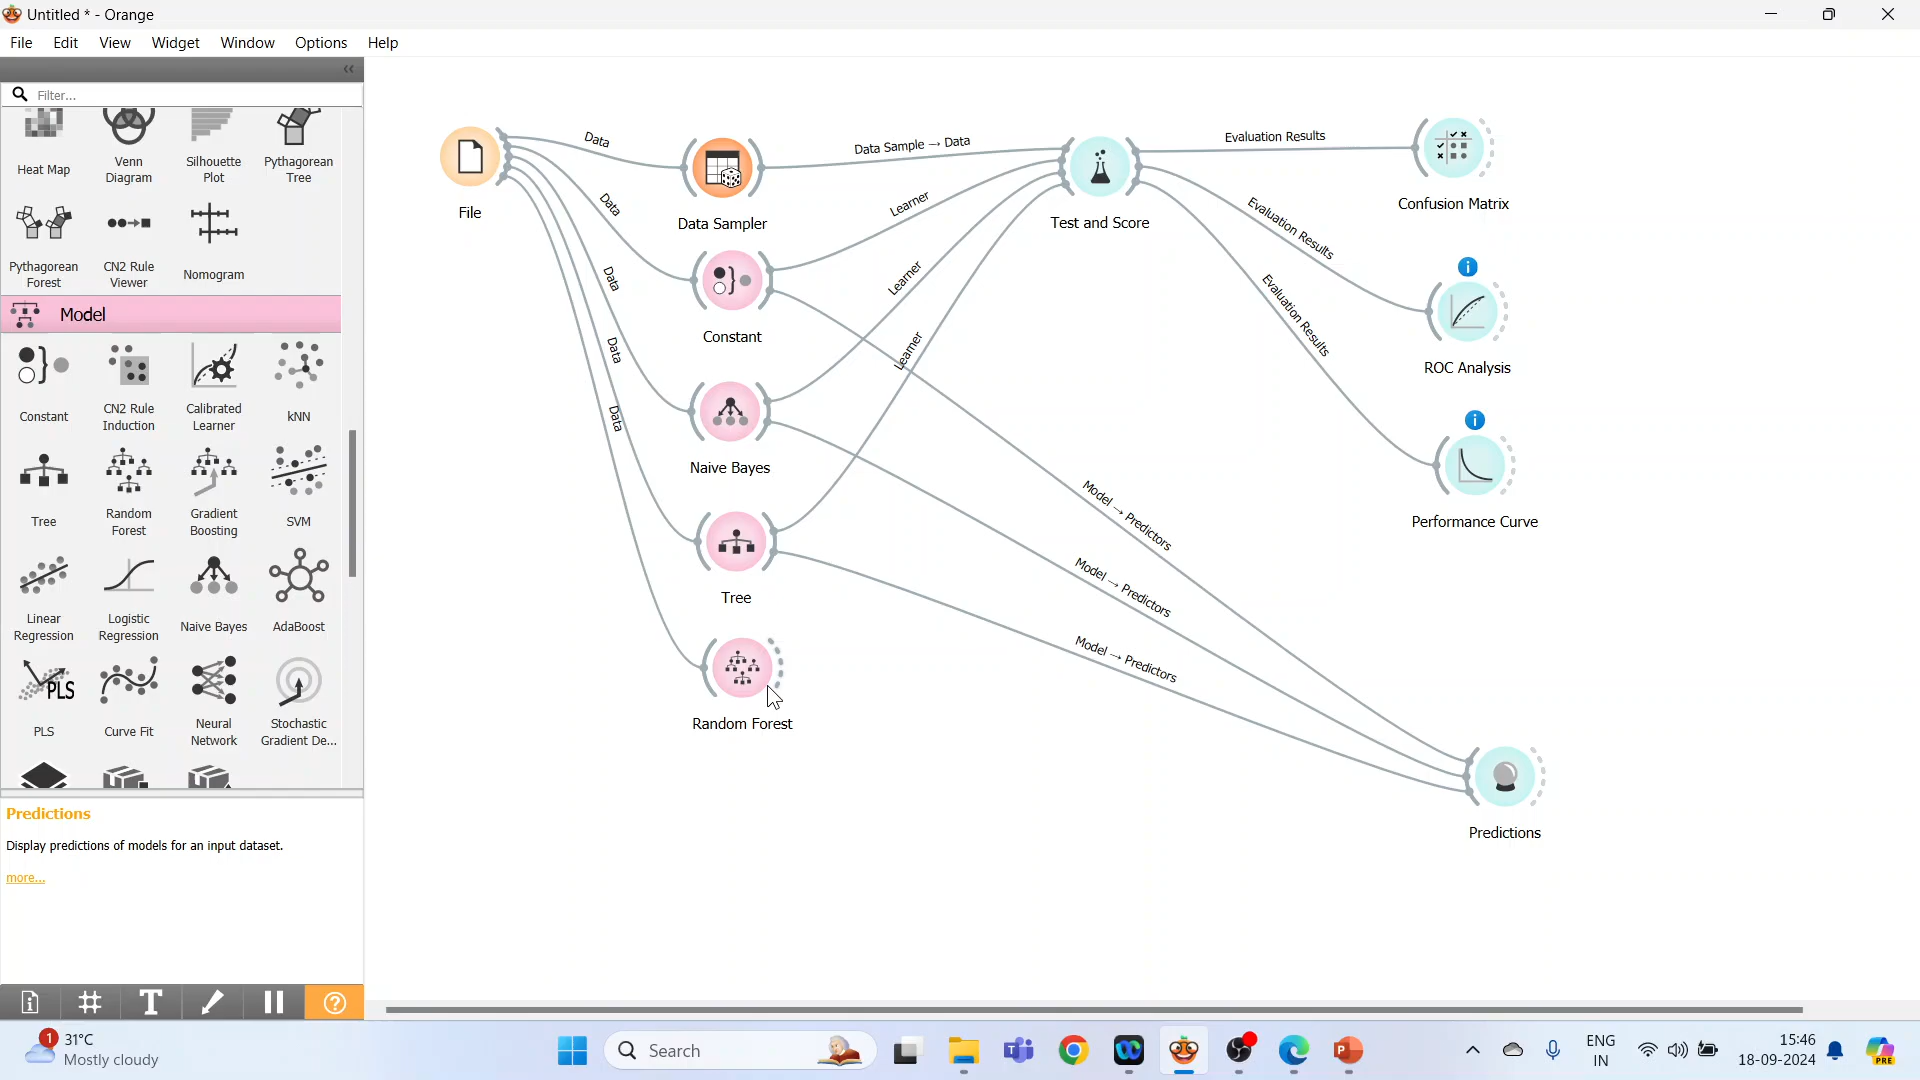 Untitled * - Orange
File Edit View Widget Window Options Help
Filter...
Heat Map
Venn
Diagram
Silhouette
Plot
Pythagorean
Tree
Pythagorean
Forest
CN2 Rule
Viewer
Nomogram
Model
Constant
CN2 Rule
Induction
Calibrated
Learner
kNN
Tree
Random
Forest
Gradient
Boosting
SVM
Linear
Regression
Logistic
Regression
Naive Bayes
AdaBoost
PLS
PLS
Curve Fit
Neural
Network
Stochastic
Gradient De...
Predictions
Display predictions of models for an input dataset.
more...
File
Data
Data
Data
Data
Data
Data Sampler
Constant
Naive Bayes
Tree
Random Forest
Data Sample → Data
Learner
Learner
Learner
Test and Score
Evaluation Results
Evaluation Results
Evaluation Results
Confusion Matrix
ROC Analysis
Performance Curve
Model → Predictors
Model → Predictors
Model → Predictors
Predictions
1
31°C
Mostly cloudy
Search
ENG
IN
15:46
18-09-2024
PRE